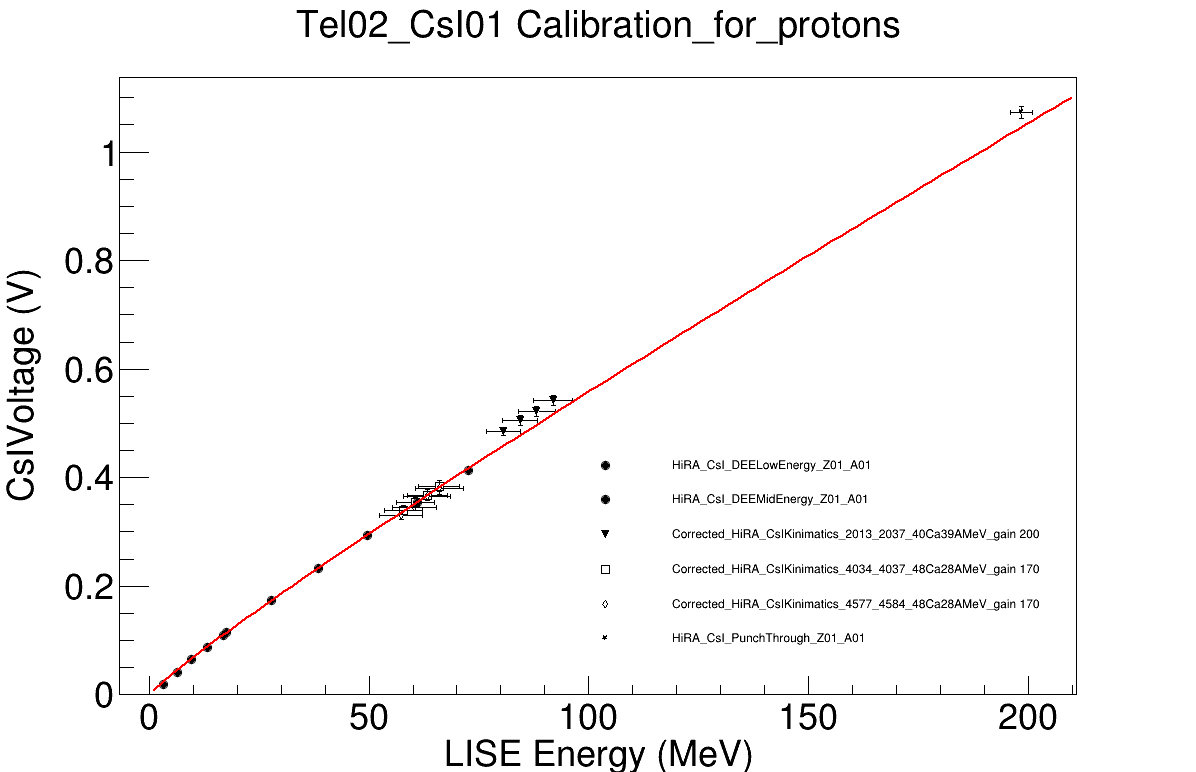 Tel02_CsI01 Calibration_for_protons
CsIVoltage (V)
1
0.8
0.6
0.4
0.2
0
HiRA_CsI_DEELowEnergy_Z01_A01
HiRA_CsI_DEEMidEnergy_Z01_A01
Corrected_HiRA_CsIKinimatics_2013_2037_40Ca39AMeV_gain 200
Corrected_HiRA_CsIKinimatics_4034_4037_48Ca28AMeV_gain 170
Corrected_HiRA_CsIKinimatics_4577_4584_48Ca28AMeV_gain 170
HiRA_CsI_PunchThrough_Z01_A01
0 50 100 150 200
LISE Energy (MeV)